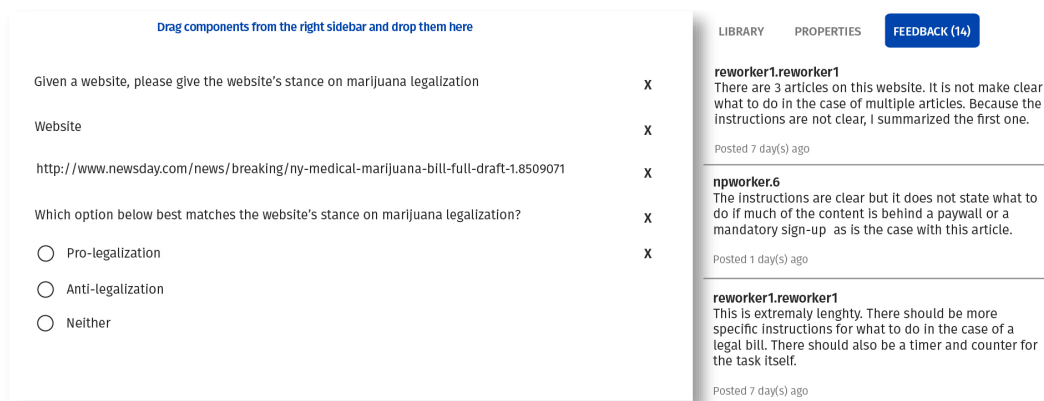 Drag components from the right sidebar and drop them here
Given a website, please give the website's stance on marijuana legalization
X
Website
X
http://www.newsday.com/news/breaking/ny-medical-marijuana-bill-full-draft-1.8509071
X
Which option below best matches the website's stance on marijuana legalization?
X
Pro-legalization
X
Anti-legalization
Neither
LIBRARY PROPERTIES FEEDBACK (14)
reworker1.reworker1
There are 3 articles on this website. It is not make clear
what to do in the case of multiple articles. Because the
instructions are not clear, I summarized the first one.
Posted 7 day(s) ago
npworker.6
The instructions are clear but it does not state what to
do if much of the content is behind a paywall or a
mandatory sign-up as is the case with this article.
Posted 1 day(s) ago
reworker1.reworker1
This is extremaly lenghty. There should be more
specific instructions for what to do in the case of a
legal bill. There should also be a timer and counter for
the task itself.
Posted 7 day(s) ago